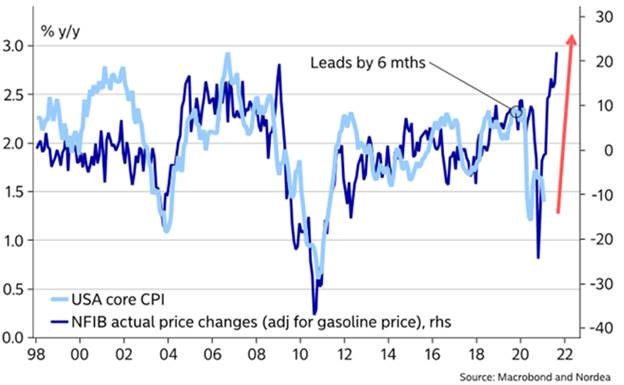 % y/y
30
3.0
20
Leads by 6 mths
2.5
10
2.0
0
1.5
-10
1.0
-20
0.5
-30
USA core CPI
NFIB actual price changes (adj for gasoline price), rhs
0.0
-40
98 00 02 04 06 08 10 12 14 16 18 20 22
Source: Macrobond and Nordea